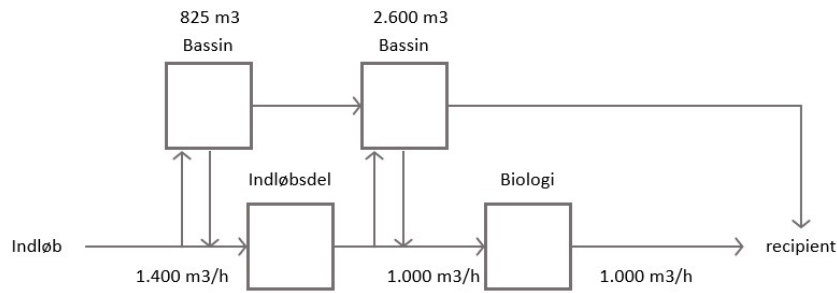 825 m3
Bassin
2.600 m3
Bassin
Indløbsdel
Biologi
Indløb
recipient
1.400 m3/h
1.000 m3/h
1.000 m3/h